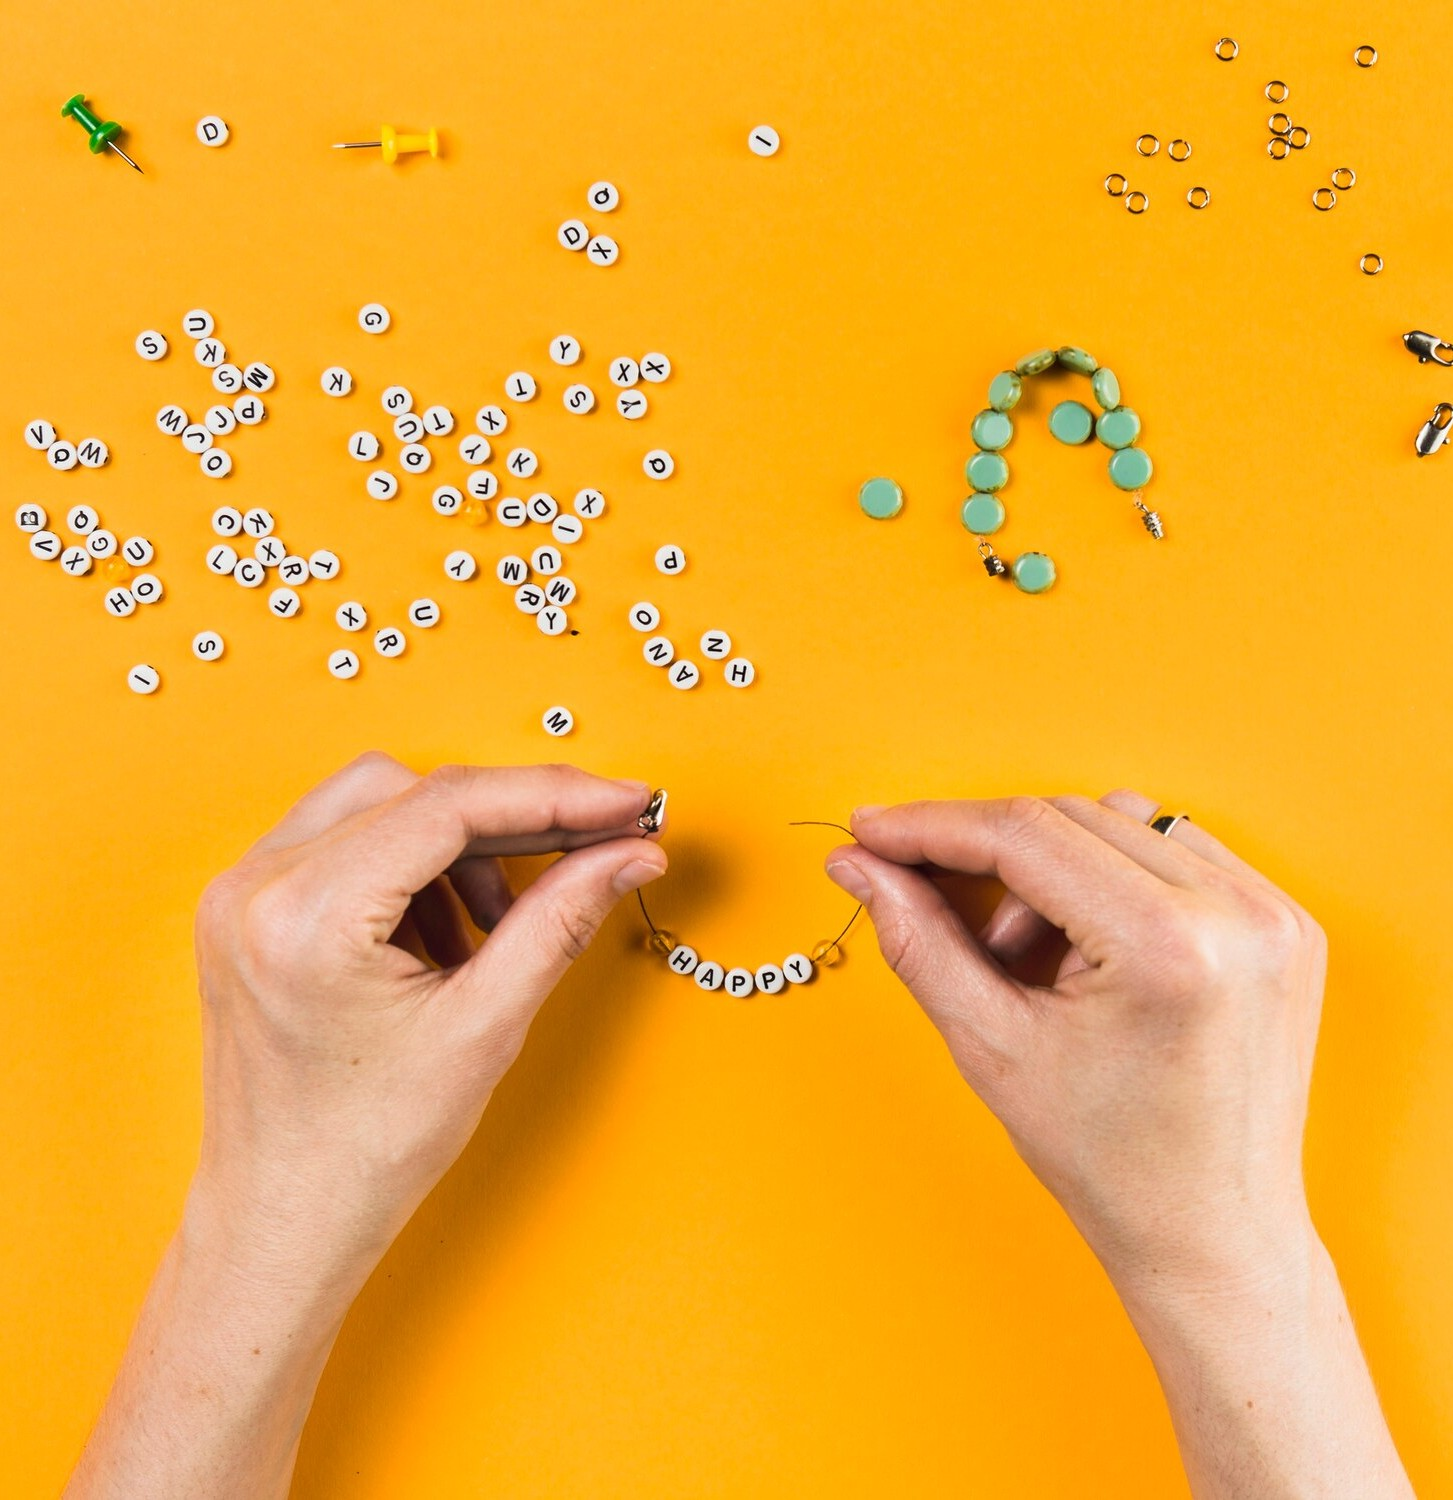 D
I
Q
D X
G
U
S
K
S M
K
Y
X X
T
S
Y
W J P
J
O
S
T
U
X
L
Q
Y
K
J
V
Q W
Q
G
F
U D X
I
B
V
Q
G
X
U
H O
C K
L X
C R T
F
Y
M U
M
R
Y
P
X
U
R
T
S
I
O
N
A
N
H
M
HAPPY